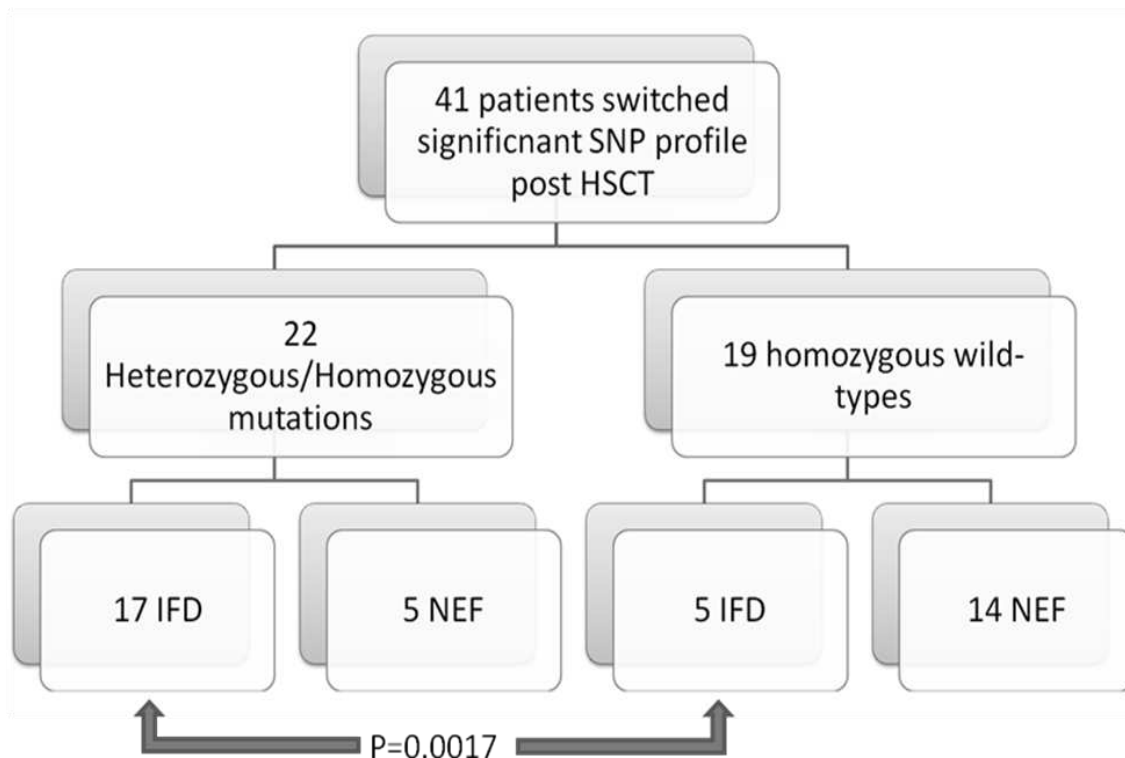 41 patients switched
significnant SNP profile
post HSCT
22
Heterozygous/Homozygous
mutations
19 homozygous wild-
types
17 IFD
5 NEF
5 IFD
14 NEF
P=0.0017